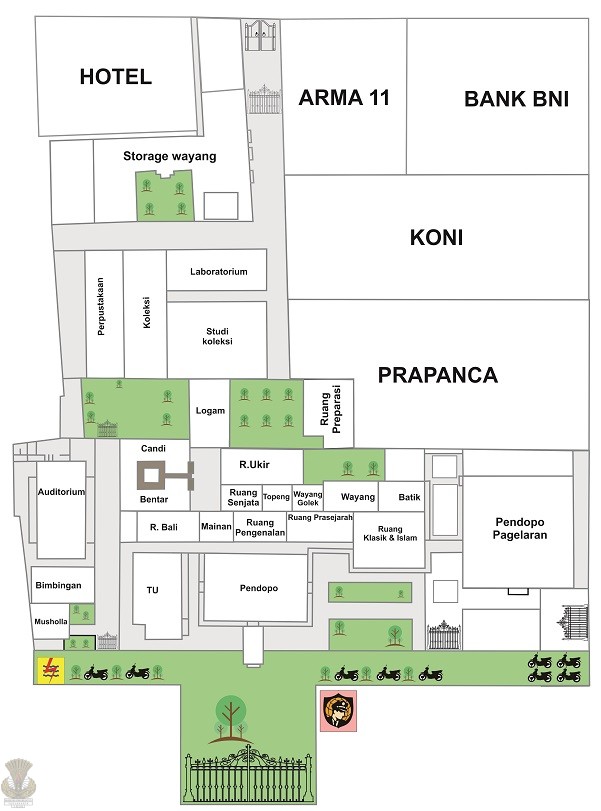 HOTEL
ARMA 11
BANK BNI
Storage wayang
KONI
Perpustakaan
Koleksi
Laboratorium
Studi
koleksi
PRAPANCA
Logam
Ruang
Preparasi
Candi
Bentar
R.Ukir
Auditorium
Ruang
Senjata
Topeng
Wayang
Golek
Wayang
Batik
Pendopo
Pagelaran
R. Bali
Mainan
Ruang
Pengenalan
Ruang Prasejarah
Ruang
Klasik & Islam
Bimbingan
TU
Pendopo
Musholla